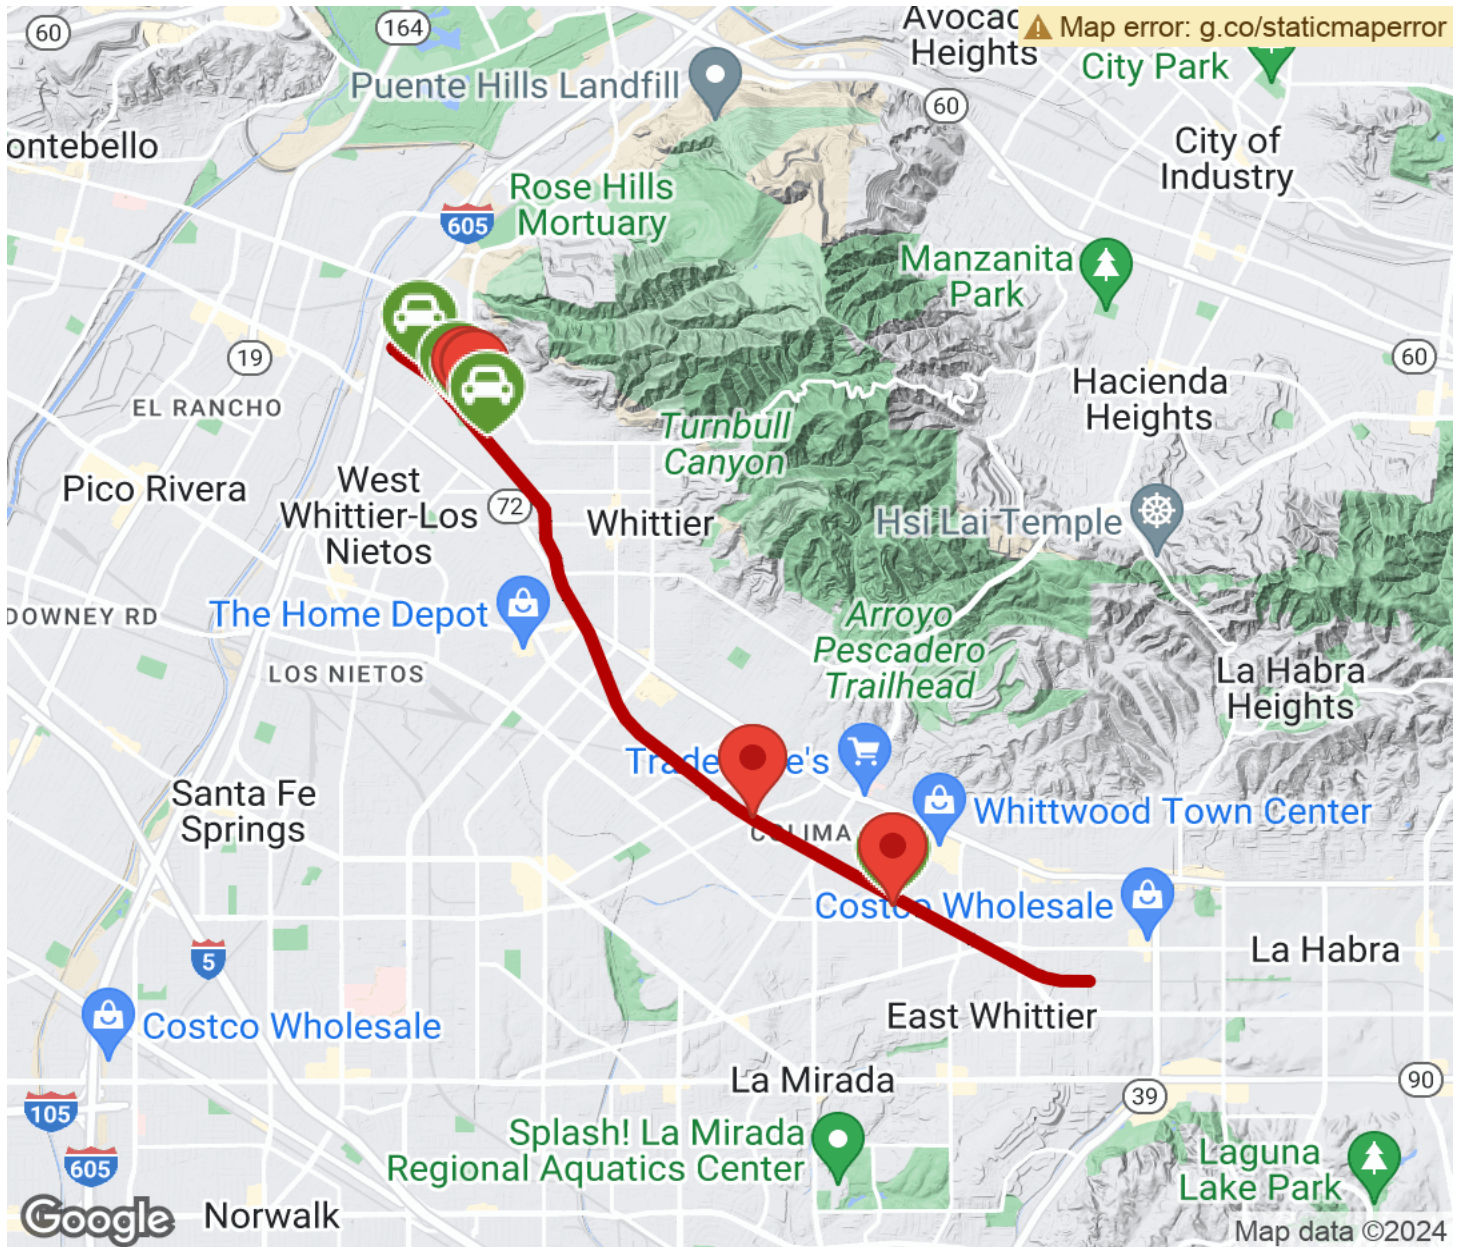 60
164
Avoca
Heights
Map error: g.co/staticmaperror
City Park
Puente Hills Landfill
60
ontebello
City of
Industry
Rose Hills
Mortuary
605
Manzanita
Park
19
60
EL RANCHO
Hacienda
Heights
Turnbull
Canyon
Pico Rivera
West
Whittier-Los
Nietos
72
Whittier
Hsi Lai Temple
DOWNEY RD
The Home Depot
Arroyo
Pescadero
Trailhead
LOS NIETOS
La Habra
Heights
Trade
e's
Santa Fe
Springs
COLIMA
Whittwood Town Center
Costco Wholesale
La Habra
5
East Whittier
Costco Wholesale
La Mirada
90
39
105
Splash! La Mirada
Regional Aquatics Center
Laguna
Lake Park
605
Google
Norwalk
Map data ©2024